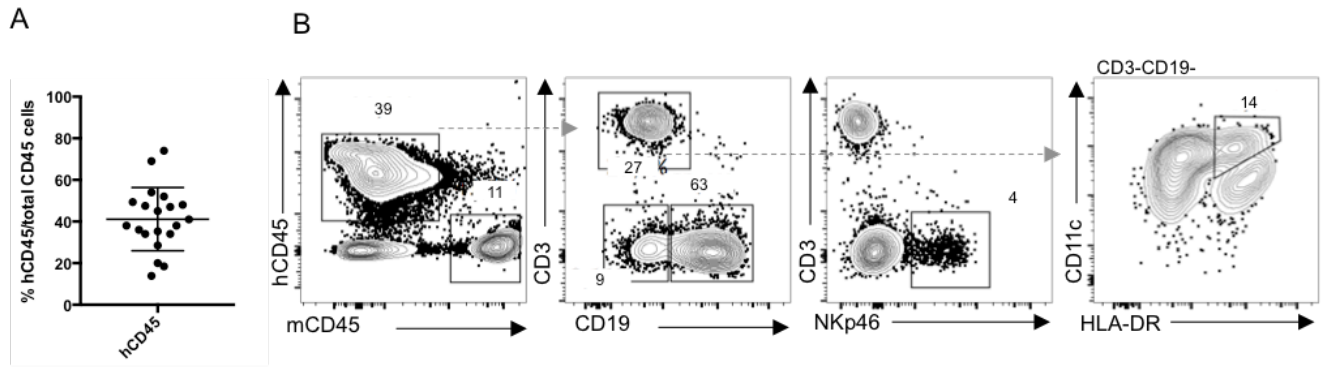 A
% hCD45/total CD45 cells
100
80
60
40
20
0
hCD45
B
hCD45
39
11
mCD45
CD3
27
63
9
CD19
CD3
4
NKp46
CD3-CD19-
CD11c
14
HLA-DR